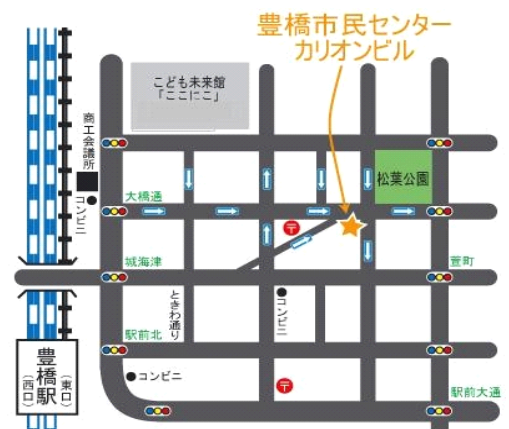 豊橋市民センター
カリオンビル
こども未来館
「ここにこ」
商工会議所
コンビニ
松葉公園
大橋通
〒
城海津
萱町
ときわ通り
コンビニ
駅前北
豊橋駅
（西口）
（東口）
コンビニ
〒
駅前大通